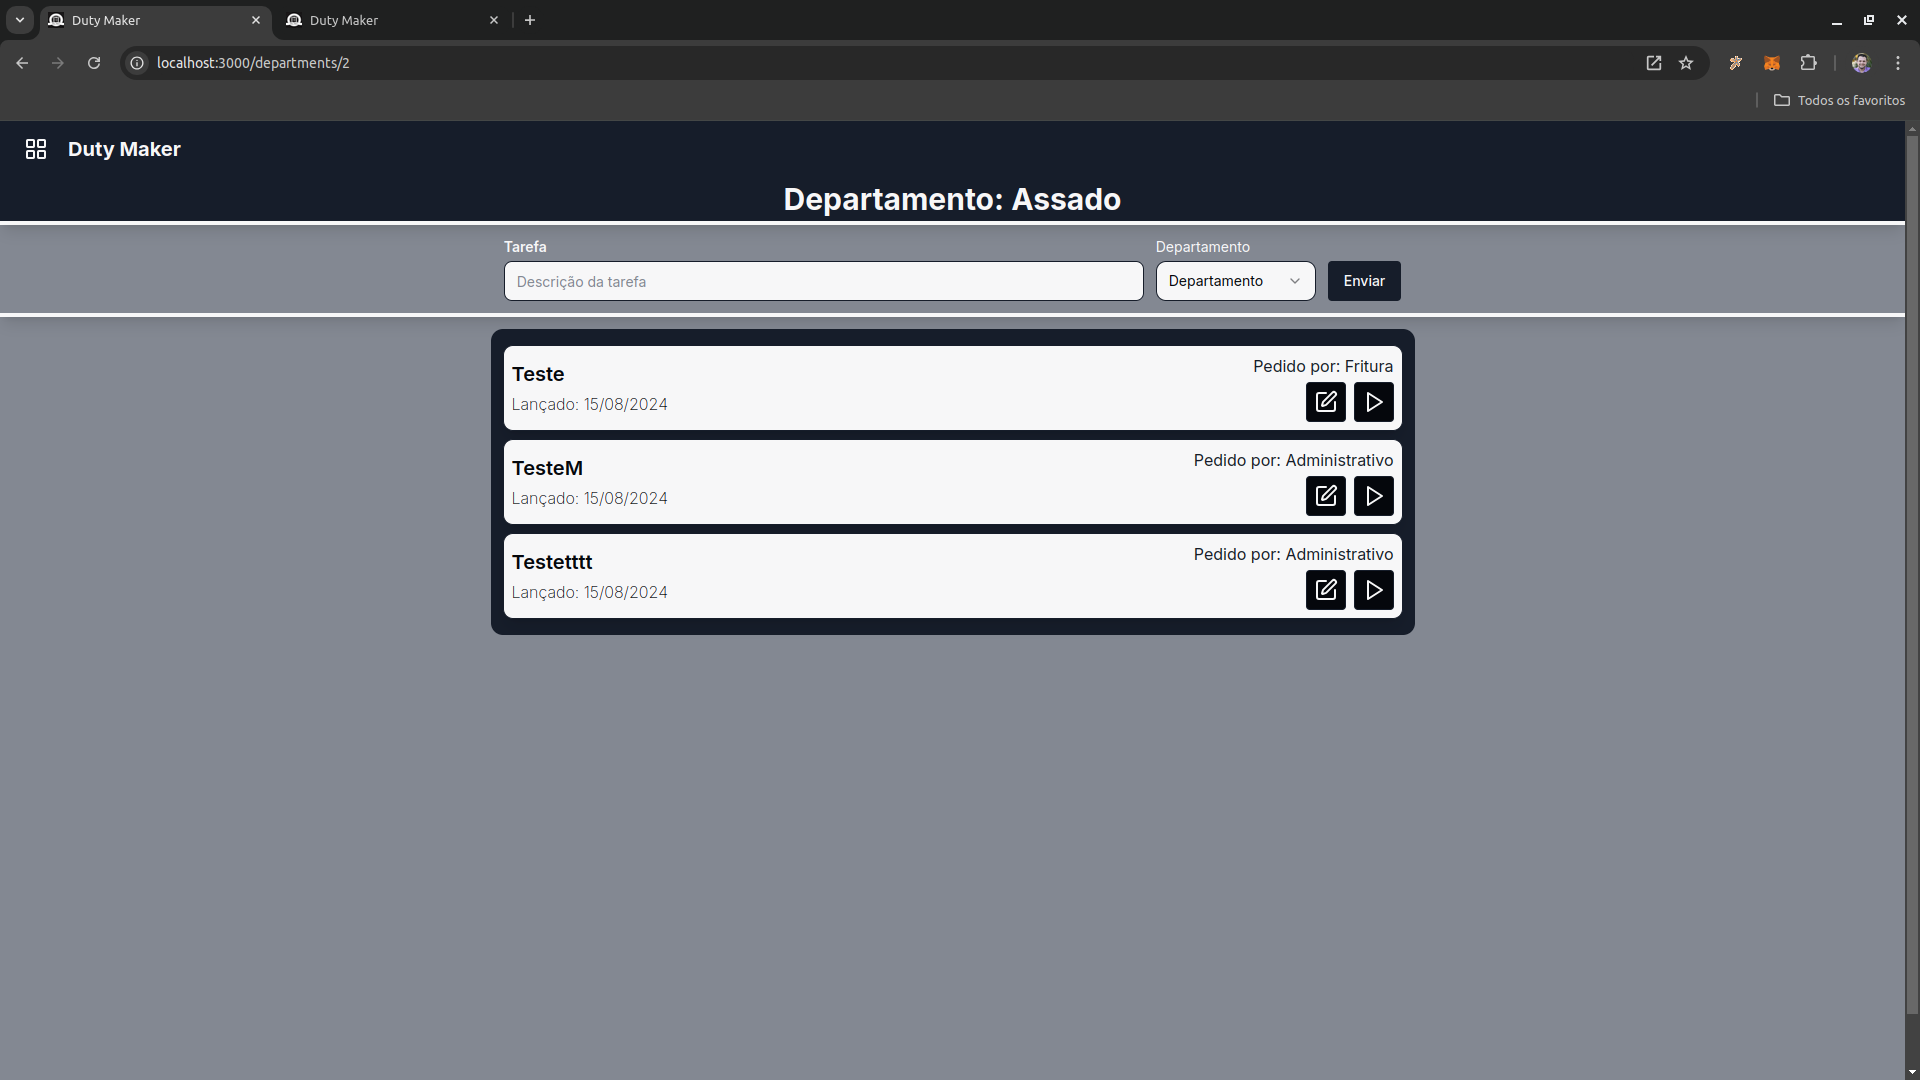 Duty Maker
Duty Maker
localhost:3000/departments/2
Todos os favoritos
Duty Maker
Departamento: Assado
Tarefa
Departamento
Descrição da tarefa
Departamento
Enviar
Teste
Pedido por: Fritura
Lançado: 15/08/2024
TesteM
Pedido por: Administrativo
Lançado: 15/08/2024
Testetttt
Pedido por: Administrativo
Lançado: 15/08/2024